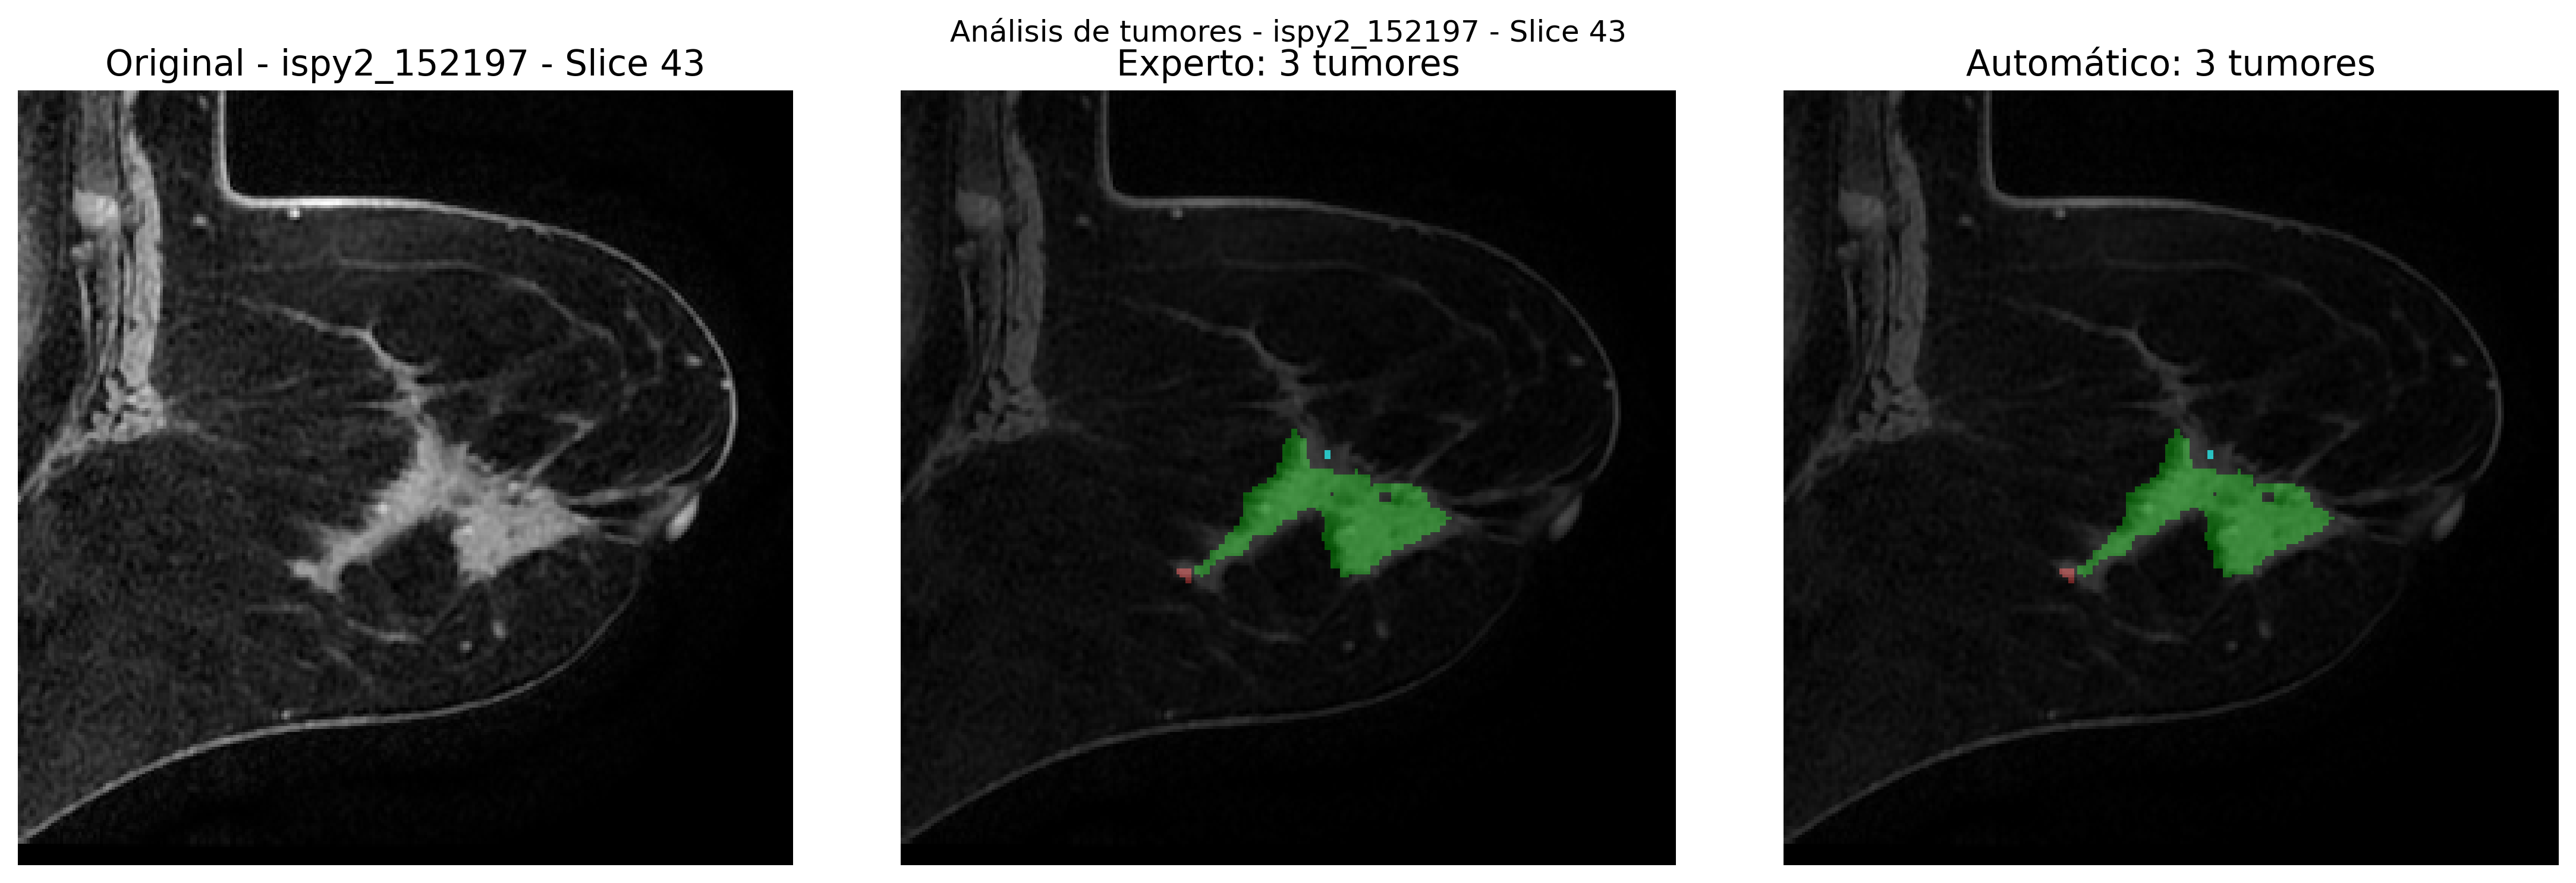 Análisis de tumores - ispy2_152197 - Slice 43
Original - ispy2_152197 - Slice 43
Experto: 3 tumores
Automático: 3 tumores